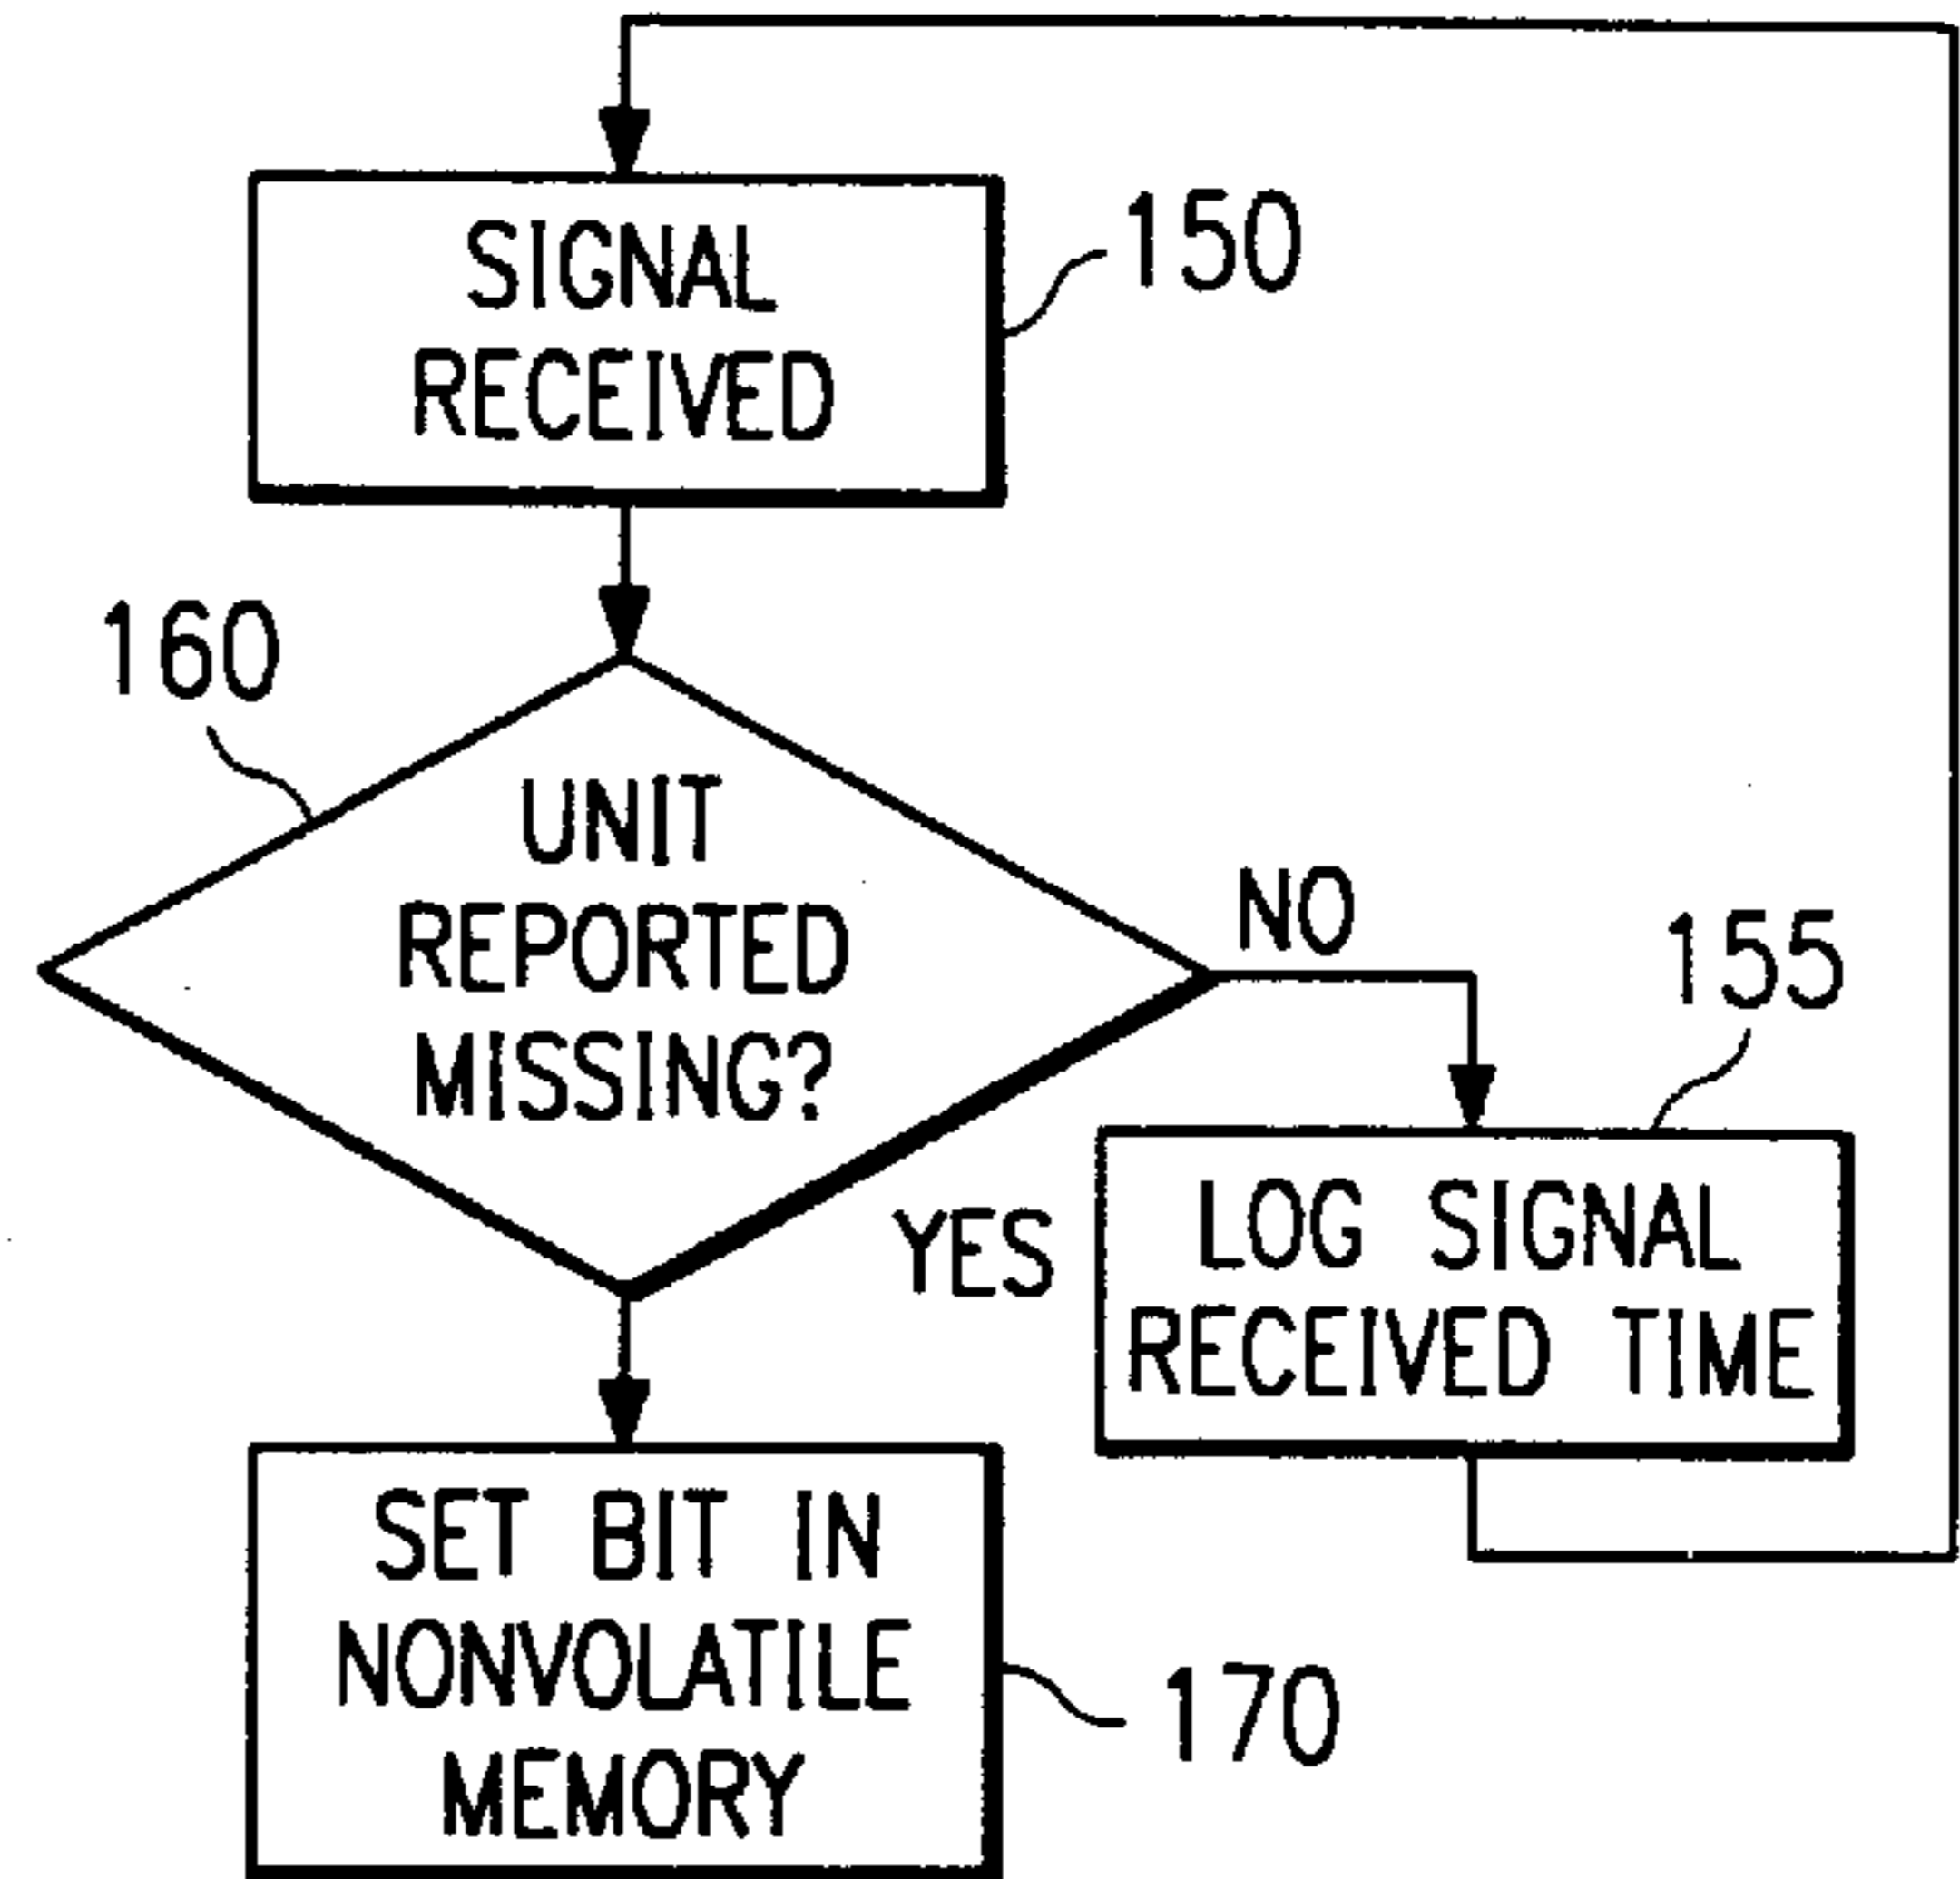 SIGNAL
RECEIVED
150
160
UNIT
REPORTED
MISSING?
NO
YES
155
LOG SIGNAL
RECEIVED TIME
SET BIT IN
NONVOLATILE
MEMORY
170